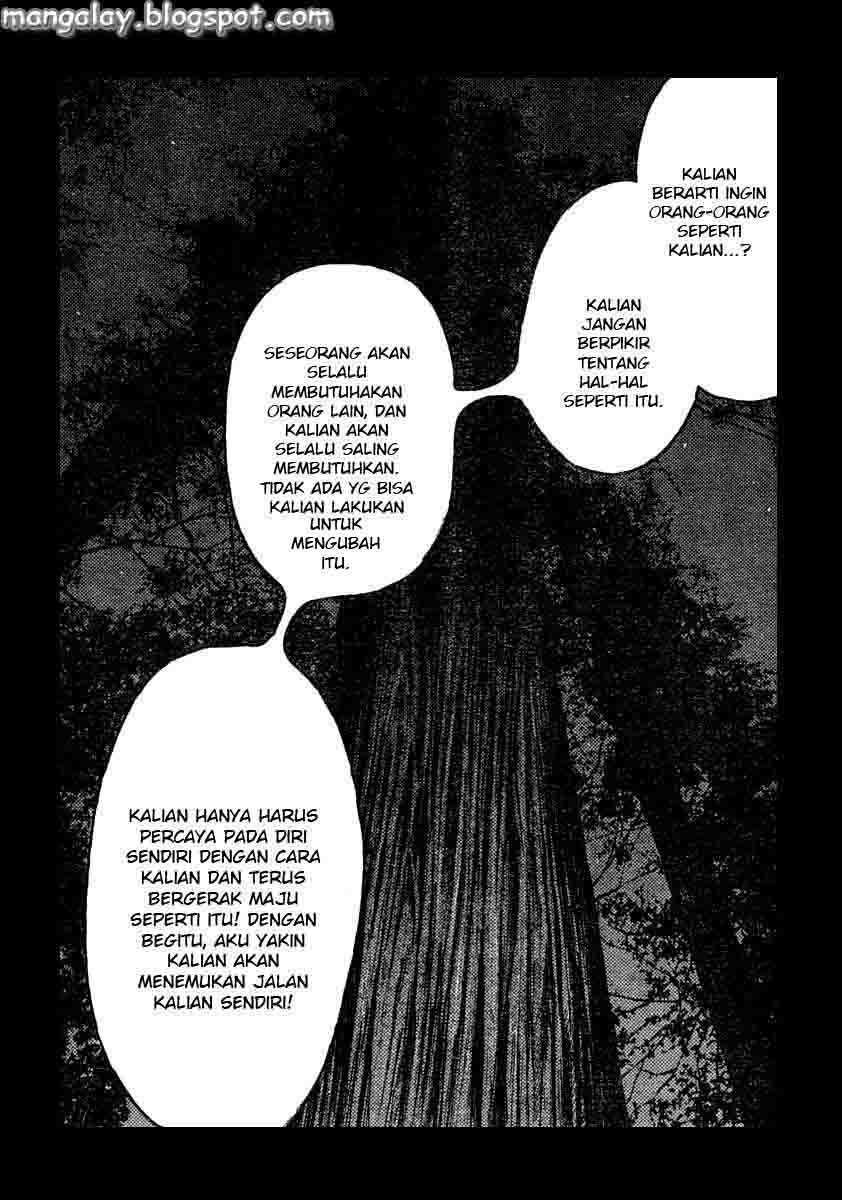 mangalay.blogspot.com
KALIAN
BERARTI INGIN
ORANG-ORANG
SEPERTI
KALIAN...?
KALIAN
JANGAN
BERPIKIR
TENTANG
HAL-HAL
SEPERTI ITU.
SESEORANG AKAN
SELALU
MEMBUTUHAKAN
ORANG LAIN, DAN
KALIAN AKAN
SELALU SALING
MEMBUTUHKAN.
TIDAK ADA YG BISA
KALIAN LAKUKAN
UNTUK
MENGUBAH
ITU.
KALIAN HANYA HARUS
PERCAYA PADA DIRI
SENDIRI DENGAN CARA
KALIAN DAN TERUS
BERGERAK MAJU
SEPERTI ITU! DENGAN
BEGITU, AKU YAKIN
KALIAN AKAN
MENEMUKAN JALAN
KALIAN SENDIRI!